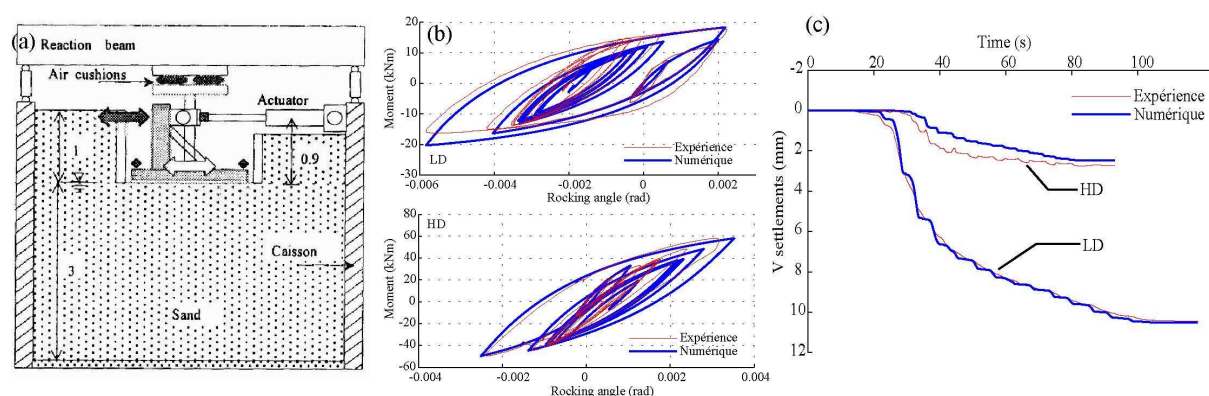 (a)
Reaction beam
Air cushions
Actuator
1
0.9
3
Caisson
Sand
(b)
20
10
0
-10
-20
-30
Moment (kNm)
LD
Expérience
Numérique
-0.006
-0.004
-0.002
0
0.002
Rocking angle (rad)
80
60
40
20
0
-20
-40
-60
Moment (kNm)
HD
Expérience
Numérique
-0.004
-0.002
0
0.002
0.004
Rocking angle (rad)
(c)
Time (s)
0
20
40
60
80
100
-2
0
2
4
6
8
10
12
V settlements (mm)
Expérience
Numérique
HD
LD